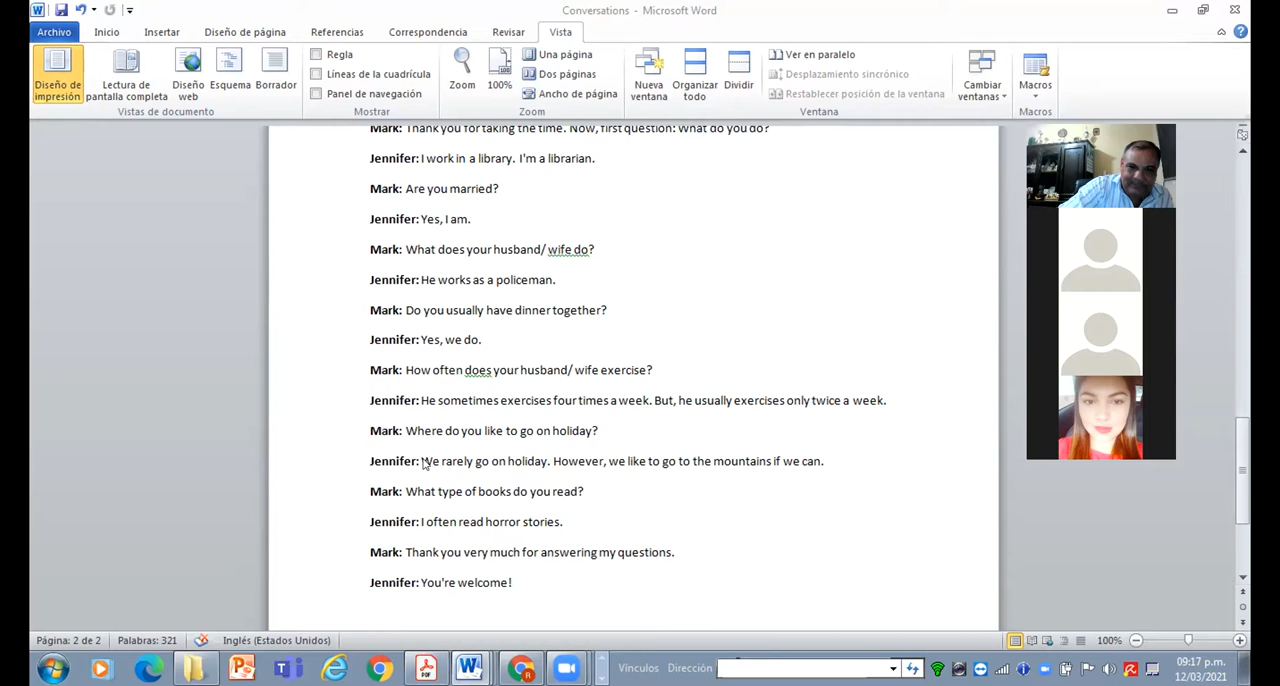 Conversations - Microsoft Word
Archivo Inicio Insertar Diseño de página Referencias Correspondencia Revisar Vista
Diseño de impresión
Lectura de pantalla completa
Diseño web
Esquema
Borrador
Vistas de documento
Regla
Líneas de la cuadrícula
Panel de navegación
Mostrar
Zoom
100%
Una página
Dos páginas
Ancho de página
Zoom
Nueva ventana
Organizar todo
Dividir
Ver en paralelo
Desplazamiento sincrónico
Restablecer posición de la ventana
Ventana
Cambiar ventanas
Macros
Macros
Mark: Thank you for taking the time. Now, first question: What do you do?
Jennifer: I work in a library. I'm a librarian.
Mark: Are you married?
Jennifer: Yes, I am.
Mark: What does your husband/ wife do?
Jennifer: He works as a policeman.
Mark: Do you usually have dinner together?
Jennifer: Yes, we do.
Mark: How often does your husband/ wife exercise?
Jennifer: He sometimes exercises four times a week. But, he usually exercises only twice a week.
Mark: Where do you like to go on holiday?
Jennifer: We rarely go on holiday. However, we like to go to the mountains if we can.
Mark: What type of books do you read?
Jennifer: I often read horror stories.
Mark: Thank you very much for answering my questions.
Jennifer: You're welcome!
Página: 2 de 2 Palabras: 321 Inglés (Estados Unidos) 100%
Vínculos Dirección
09:17 p.m.
12/03/2021